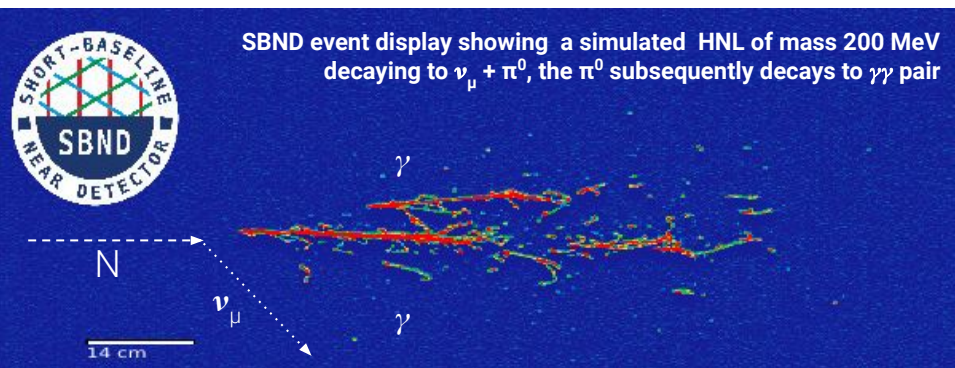 SBND event display showing a simulated HNL of mass 200 MeV
decaying to νμ + π⁰, the π⁰ subsequently decays to γγ pair
SHORT-BASELINE
SBND
NEAR DETECTOR
γ
N
νμ
γ
14 cm